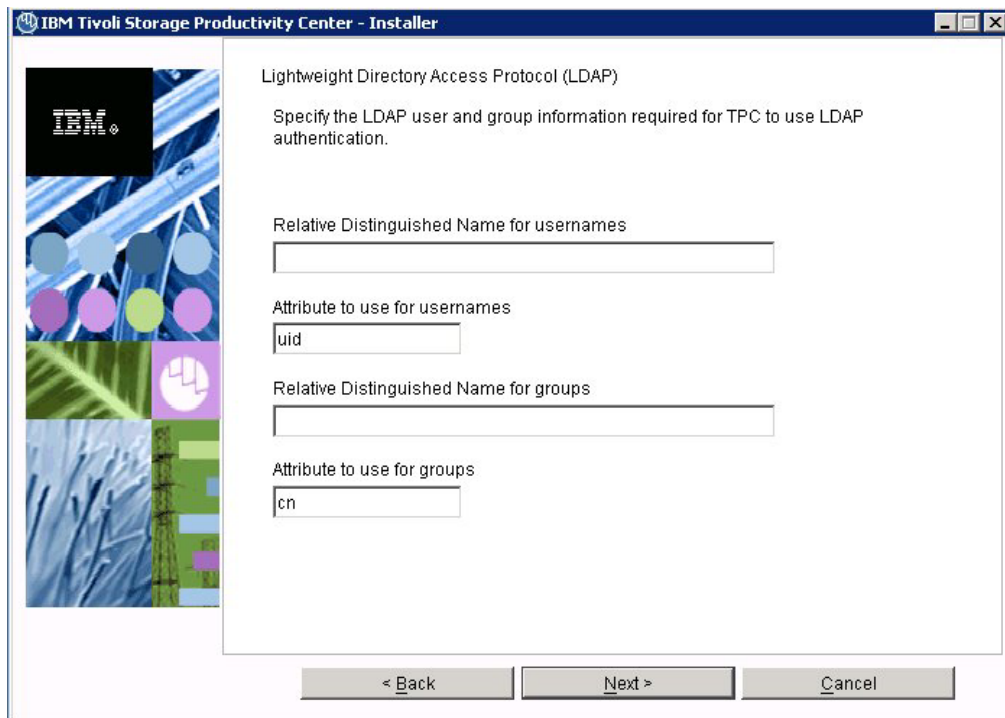 IBM Tivoli Storage Productivity Center - Installer
IBM®
Lightweight Directory Access Protocol (LDAP)
Specify the LDAP user and group information required for TPC to use LDAP
authentication.
Relative Distinguished Name for usernames
Attribute to use for usernames
uid
Relative Distinguished Name for groups
Attribute to use for groups
cn
< Back
Next >
Cancel